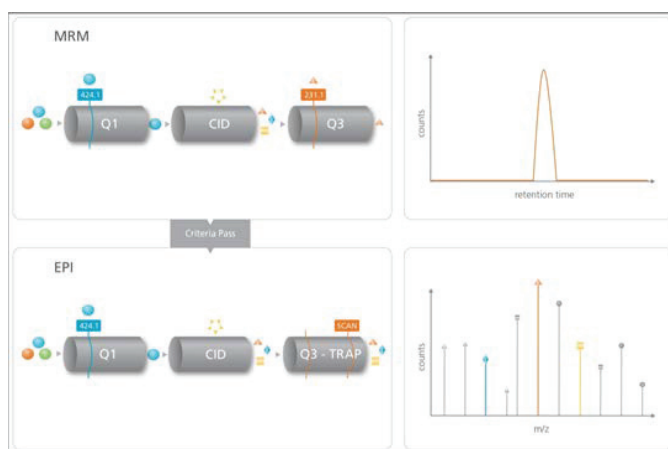 MRM
424.1
231.1
Q1
CID
Q3
counts
retention time
Criteria Pass
EPI
424.1
SCAN
Q1
CID
Q3 - TRAP
counts
m/z